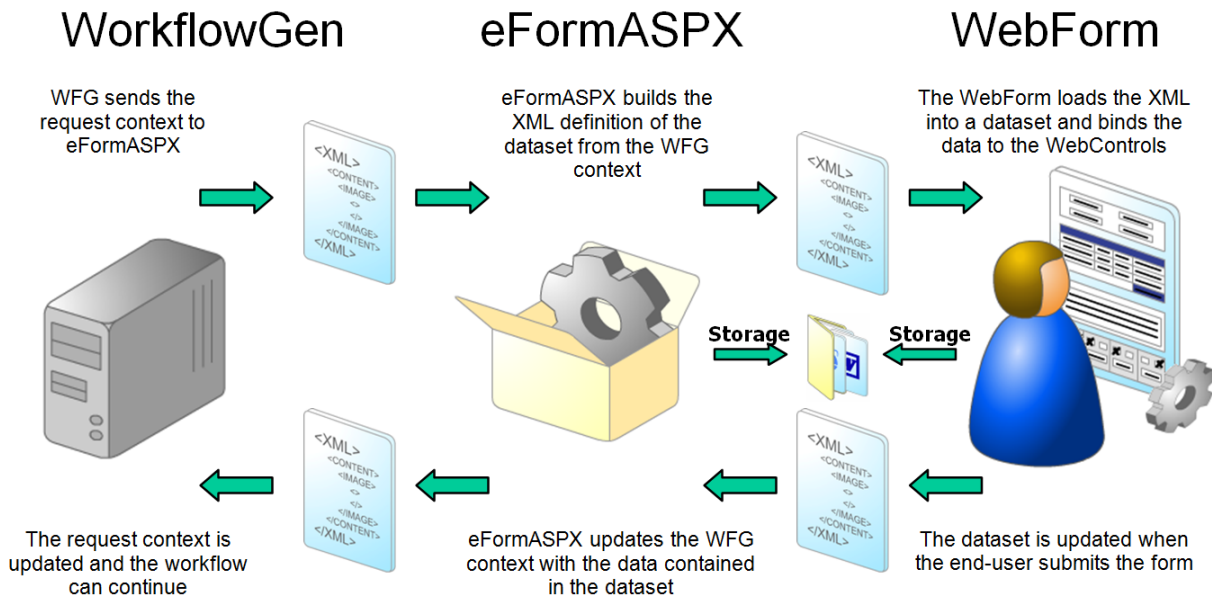 WorkflowGen
eFormASPX
WebForm
WFG sends the
request context to
eFormASPX
eFormASPX builds the
XML definition of the
dataset from the WFG
context
The WebForm loads the XML
into a dataset and binds the
data to the WebControls
<XML>
<CONTENT>
<IMAGE>
<>
</>
</IMAGE>
</CONTENT>
</XML>
<XML>
<CONTENT>
<IMAGE>
<>
</>
</IMAGE>
</CONTENT>
</XML>
Storage
Storage
W
<XML>
<CONTENT>
<IMAGE>
<>
</>
</IMAGE>
</CONTENT>
</XML>
<XML>
<CONTENT>
<IMAGE>
<>
</>
</IMAGE>
</CONTENT>
</XML>
The request context is
updated and the workflow
can continue
eFormASPX updates the WFG
context with the data contained
in the dataset
The dataset is updated when
the end-user submits the form